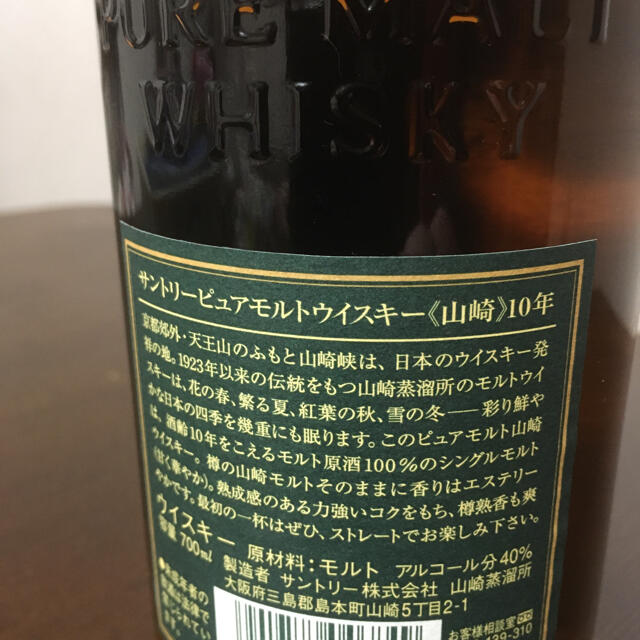 PURE MALT
WHISKY
サントリーピュアモルトウイスキー《山崎》10年
京都郊外・天王山のふもと山崎峡は、日本のウイスキー発
祥の地。1923年以来の伝統をもつ山崎蒸溜所のモルトウイ
スキーは、花の春、繁る夏、紅葉の秋、雪の冬──彩り鮮や
かな日本の四季を幾重にも眠ります。このピュアモルト山崎
は、酒齢10年をこえるモルト原酒100%のシングルモルト
ウイスキー。樽の山崎モルトそのままに香りはエステリー
(甘く華やか)。熟成感のある力強いコクをもち、樽熟香も爽
やかです。最初の一杯はぜひ、ストレートでお楽しみ下さい。
ウイスキー 原材料:モルト アルコール分40%
容量700ml 製造者 サントリー株式会社 山崎蒸溜所
大阪府三島郡島本町山崎5丁目2-1
お客様相談室